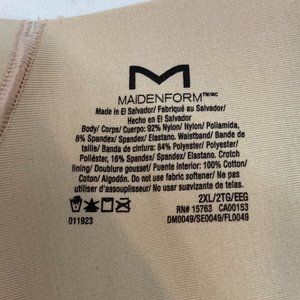 M
MAIDENFORM™/MC
Made in El Salvador/ Fabriqué au Salvador/
Hecho en El Salvador
Body/ Corps/ Cuerpo: 92% Nylon/ Nylon/ Poliamida,
8% Spandex/ Spandex/ Elastano. Waistband/ Bande de
taille/ Banda de cintura: 84% Polyester/ Polyester/
Poliéster, 16% Spandex/ Spandex/ Elastano. Crotch
lining/ Doublure gousset/ Puente interior: 100% Cotton/
Coton/ Algodón. Do not use fabric softener/ Ne pas
utiliser d'assouplisseur/ No usar suavizante de telas.
2XL/2TG/EEG
RN# 15763 CA00153
011923 DM0049/SE0049/FL0049